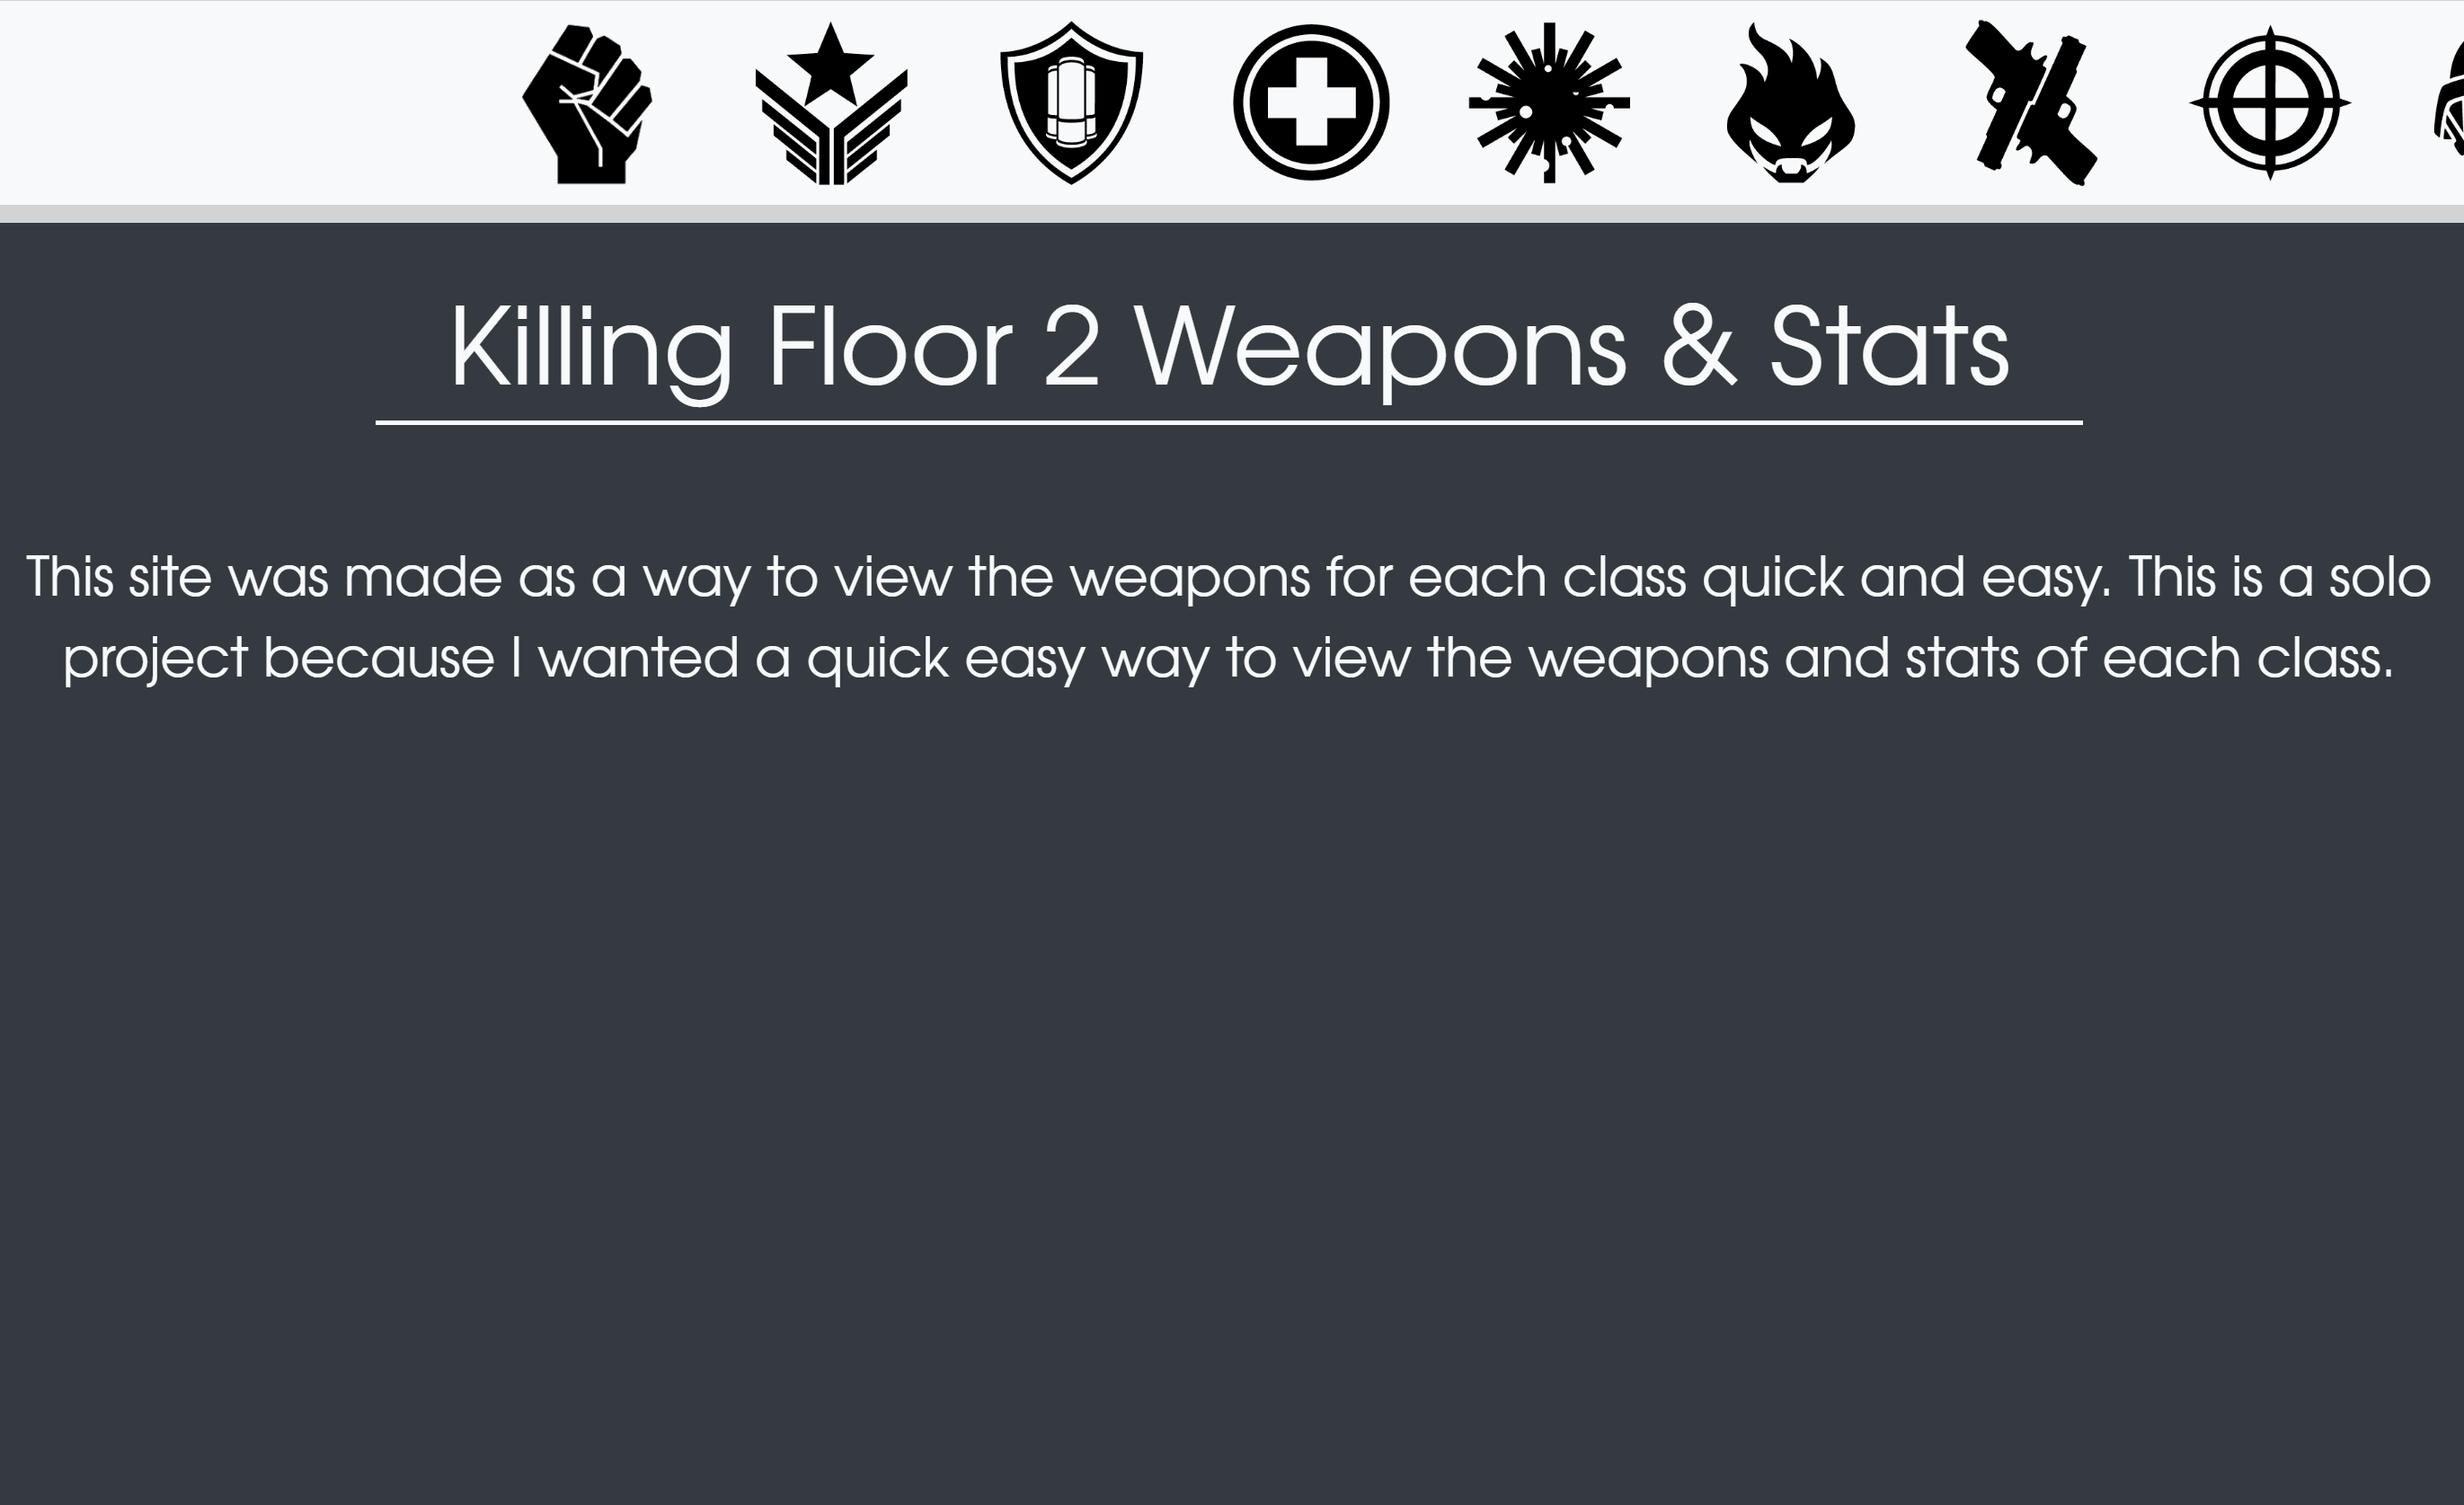 Killing Floor 2 Weapons & Stats
This site was made as a way to view the weapons for each class quick and easy. This is a solo
project because I wanted a quick easy way to view the weapons and stats of each class.